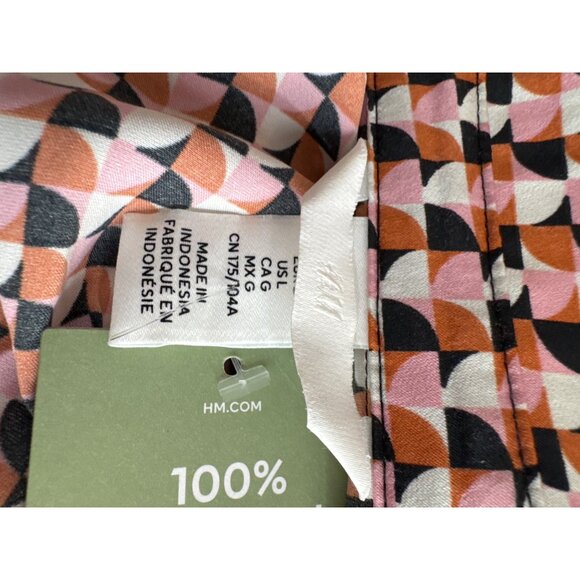 H&M
US L
CA G
MX G
CN 175/104A
MADE IN
INDONESIA
FABRIQUÉ EN
INDONÉSIE
HM.COM
100%